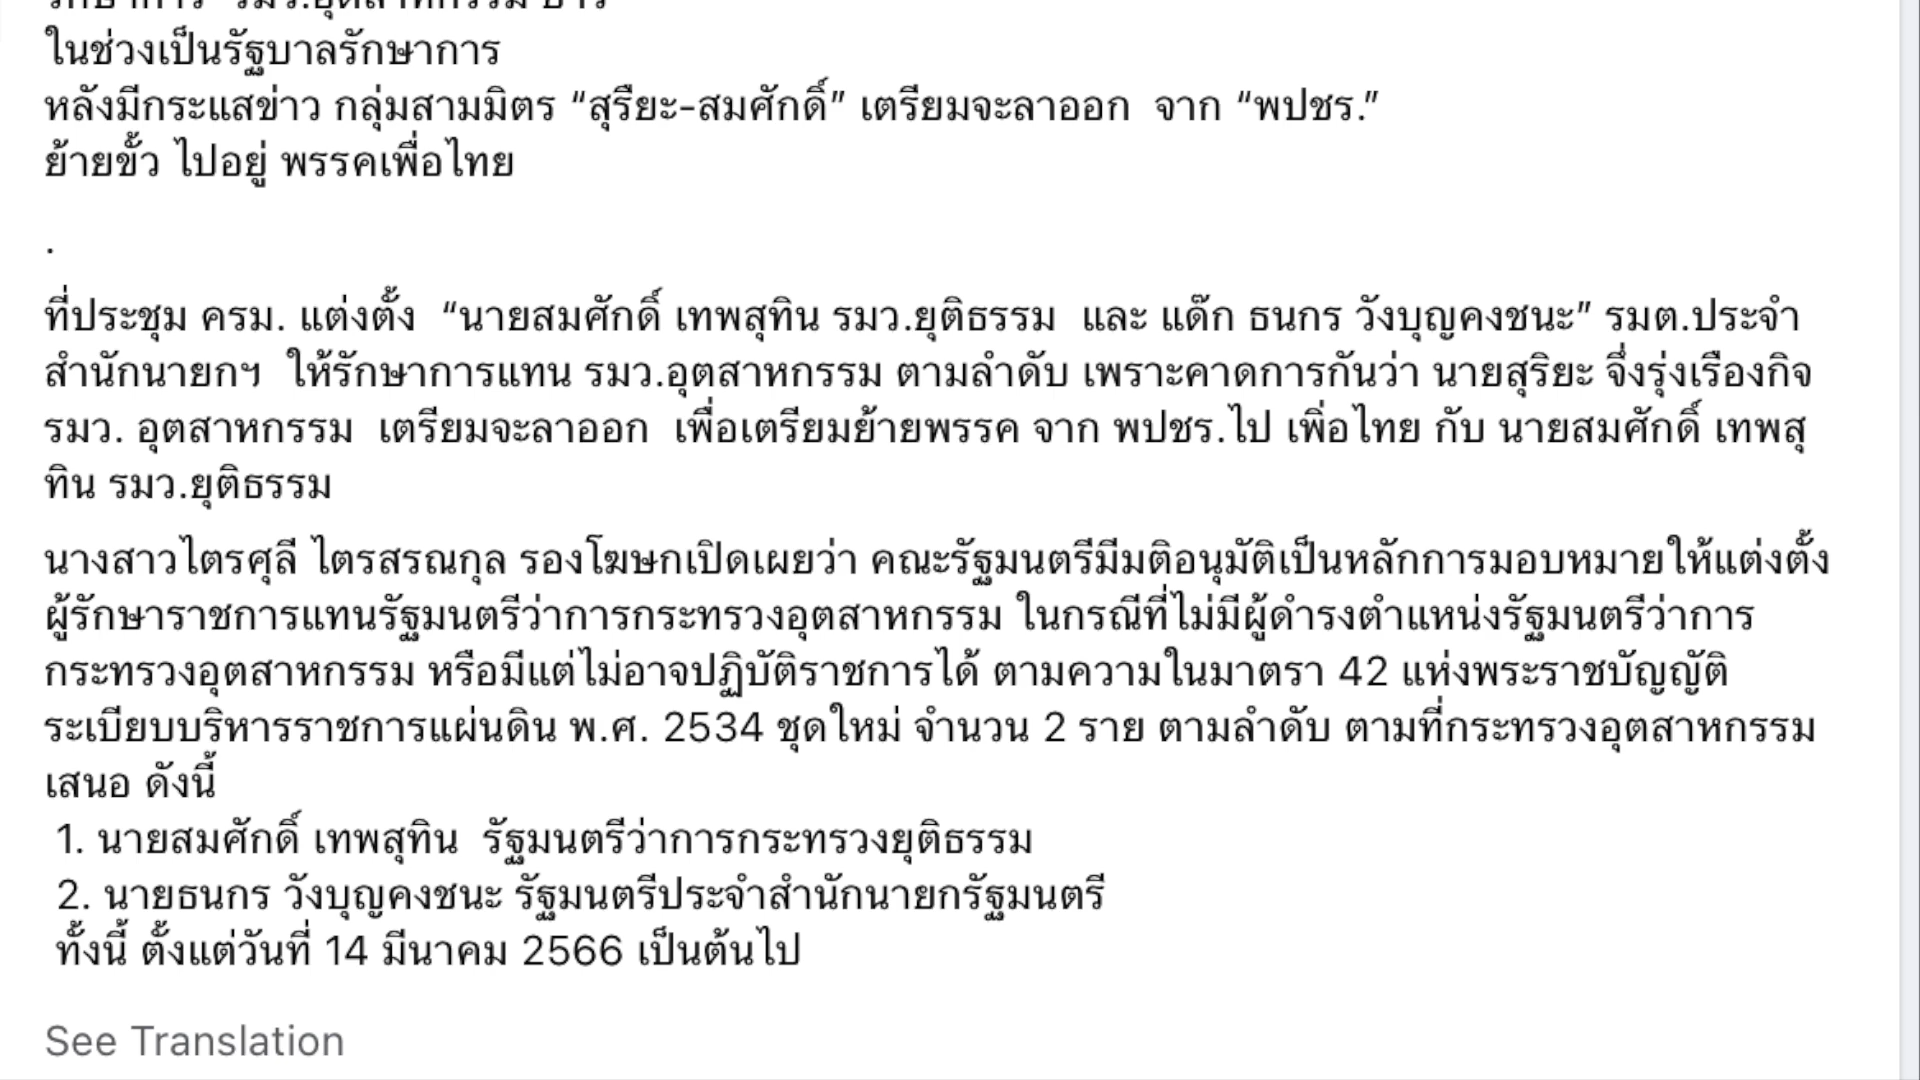 ในช่วงเป็นรัฐบาลรักษาการ
หลังมีกระแสข่าว กลุ่มสามมิตร “สุรืยะ-สมศักดิ์” เตรียมจะลาออก จาก “พปชร.”
ย้ายขั้ว ไปอยู่ พรรคเพื่อไทย
.
ที่ประชุม ครม. แต่งตั้ง “นายสมศักดิ์ เทพสุทิน รมว.ยุติธรรม และ แด๊ก ธนกร วังบุญคงชนะ” รมต.ประจำ
สำนักนายกฯ ให้รักษาการแทน รมว.อุตสาหกรรม ตามลำดับ เพราะคาดการกันว่า นายสุริยะ จึ่งรุ่งเรืองกิจ
รมว. อุตสาหกรรม เตรียมจะลาออก เพื่อเตรียมย้ายพรรค จาก พปชร.ไป เพิ่อไทย กับ นายสมศักดิ์ เทพสุ
ทิน รมว.ยุติธรรม
นางสาวไตรศุลี ไตรสรณกุล รองโฆษกเปิดเผยว่า คณะรัฐมนตรีมีมติอนุมัติเป็นหลักการมอบหมายให้แต่งตั้ง
ผู้รักษาราชการแทนรัฐมนตรีว่าการกระทรวงอุตสาหกรรม ในกรณีที่ไม่มีผู้ดำรงตำแหน่งรัฐมนตรีว่าการ
กระทรวงอุตสาหกรรม หรือมีแต่ไม่อาจปฏิบัติราชการได้ ตามความในมาตรา 42 แห่งพระราชบัญญัติ
ระเบียบบริหารราชการแผ่นดิน พ.ศ. 2534 ชุดใหม่ จำนวน 2 ราย ตามลำดับ ตามที่กระทรวงอุตสาหกรรม
เสนอ ดังนี้
1. นายสมศักดิ์ เทพสุทิน รัฐมนตรีว่าการกระทรวงยุติธรรม
2. นายธนกร วังบุญคงชนะ รัฐมนตรีประจำสำนักนายกรัฐมนตรี
ทั้งนี้ ตั้งแต่วันที่ 14 มีนาคม 2566 เป็นต้นไป
See Translation